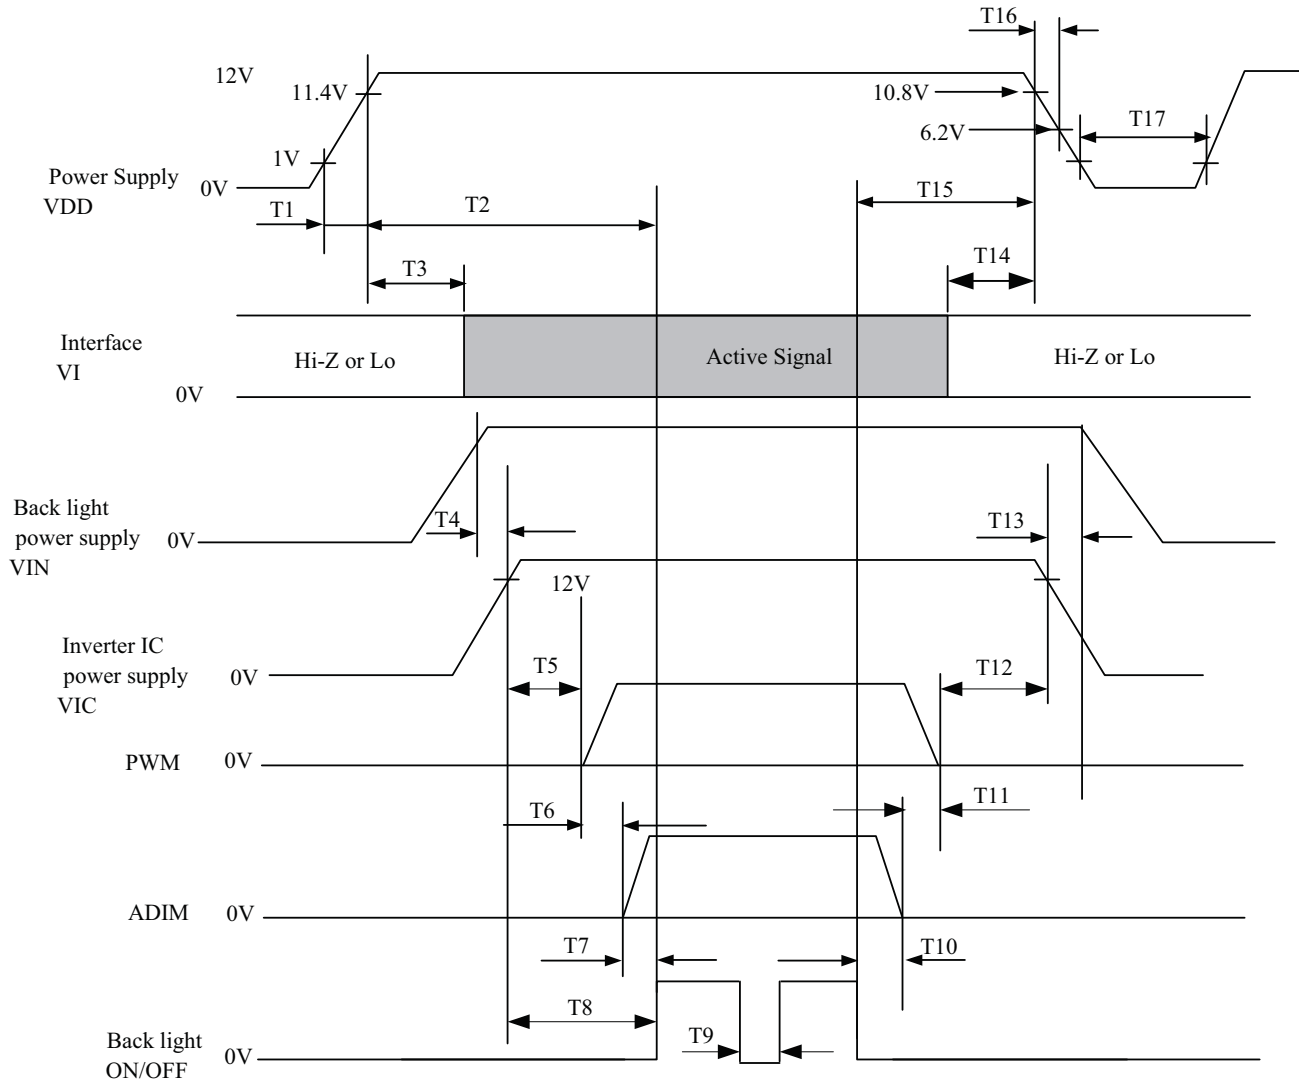 T16
12V
11.4V
10.8V
T17
6.2V
1V
Power Supply
VDD
0V
T1
T2
T15
T3
T14
Interface
VI
Hi-Z or Lo
Active Signal
Hi-Z or Lo
0V
Back light
power supply
VIN
0V
T4
T13
12V
Inverter IC
power supply
VIC
0V
T5
T12
PWM
0V
T6
T11
ADIM
0V
T7
T10
T8
T9
Back light
ON/OFF
0V